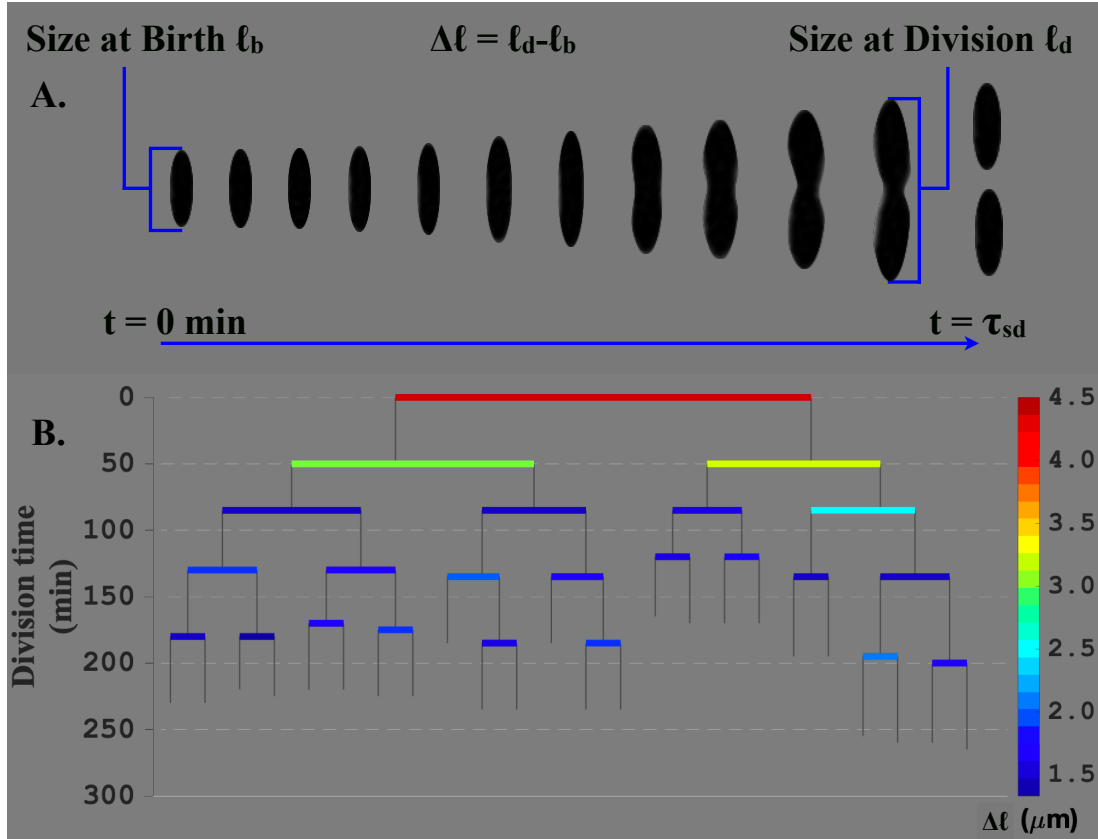 Size at Birth ℓb
Δℓ = ℓd-ℓb
Size at Division ℓd
A.
t = 0 min
t = τsd
B.
Division time
(min)
0
50
100
150
200
250
300
4.5
4.0
3.5
3.0
2.5
2.0
1.5
Δℓ (μm)